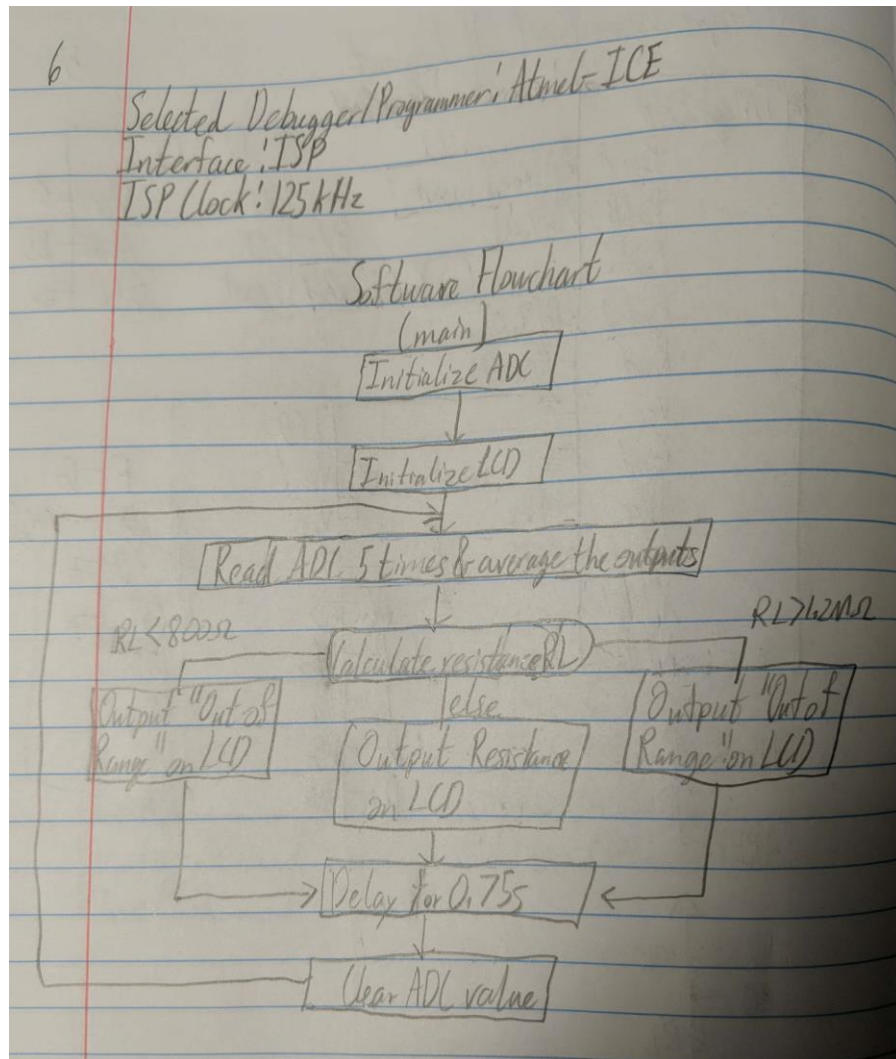 6
Selected Debugger/Programmer: Atmel-ICE
Interface: ISP
ISP Clock: 125kHz
Software Flowchart
(main)
Initialize ADC
Initialize LCD
Read ADC 5 times & average the outputs
RL<800Ω
Calculate resistance RL
RL>1.2MΩ
Output "Out of
Range" on LCD
else
Output Resistance
on LCD
Output "Out of
Range" on LCD
Delay for 0.75s
Clear ADC value